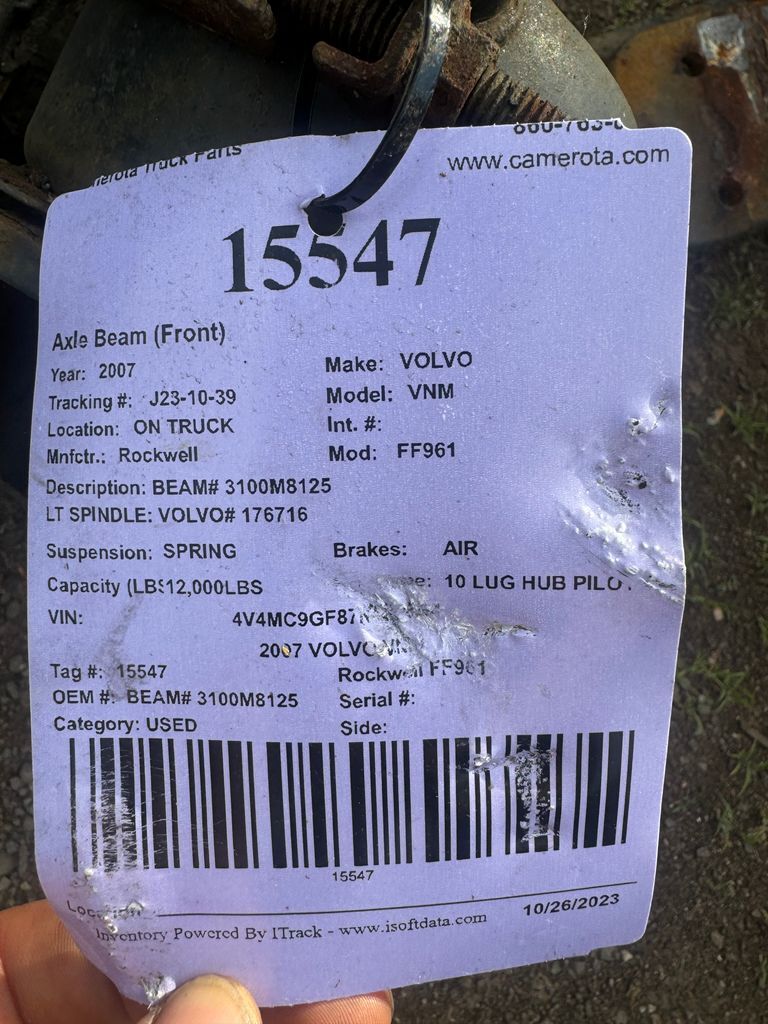 Truck Parts
www.camerota.com
15547
Axle Beam (Front)
Year: 2007
Make: VOLVO
Tracking #: J23-10-39
Model: VNM
Location: ON TRUCK
Int. #:
Mnfctr.: Rockwell
Mod: FF961
Description: BEAM# 3100M8125
LT SPINDLE: VOLVO# 176716
Suspension: SPRING
Brakes: AIR
Capacity (LBS12,000LBS
10 LUG HUB
VIN: 4V4MC9GF87
2007 VOLVO
Tag #: 15547
Rockwell FF961
OEM #: BEAM# 3100M8125
Serial #:
Category: USED
Side:
15547
Location:
10/26/2023
Inventory Powered By ITrack - www.isoftdata.com